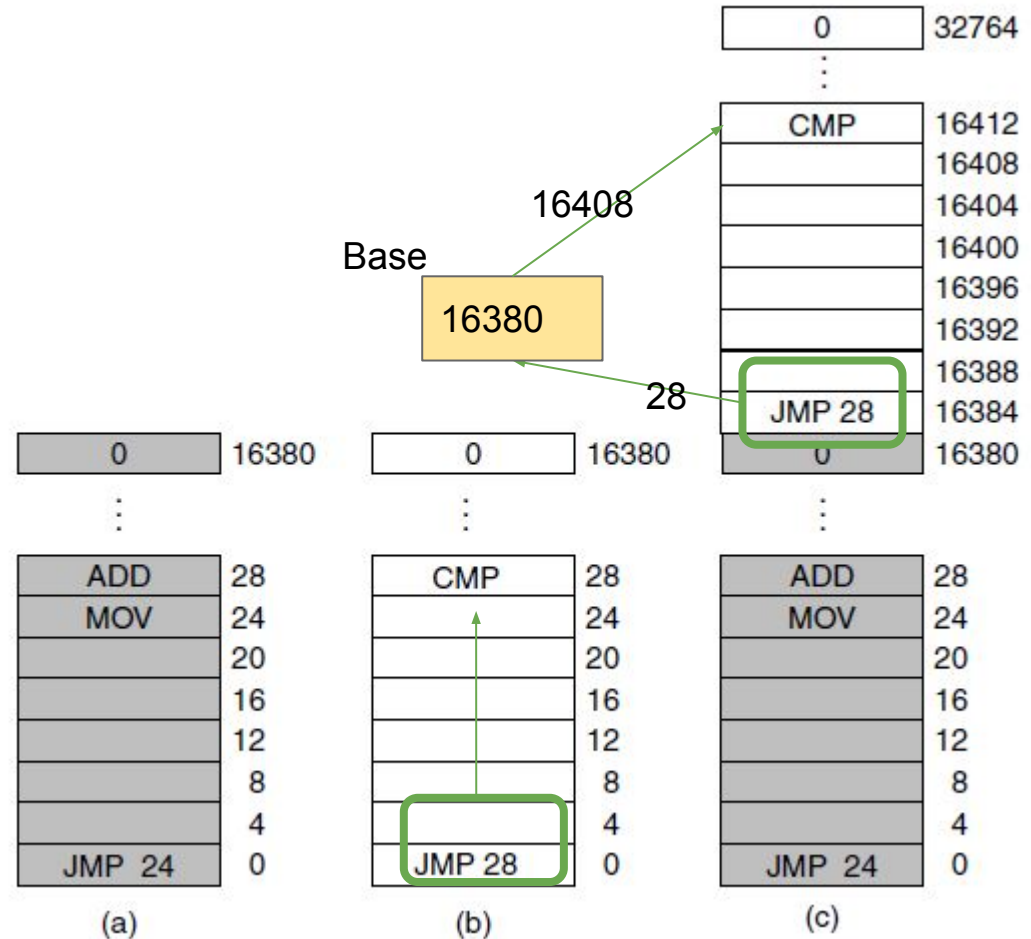 0 32764
CMP 16412
16408
16408
16404
Base
16400
16396
16380
16392
16388
28
JMP 28 16384
0 16380
0 16380
0 16380
ADD 28
MOV 24
20
16
12
8
4
JMP 24 0
(a)
CMP 28
24
20
16
12
8
4
JMP 28 0
(b)
ADD 28
MOV 24
20
16
12
8
4
JMP 24 0
(c)